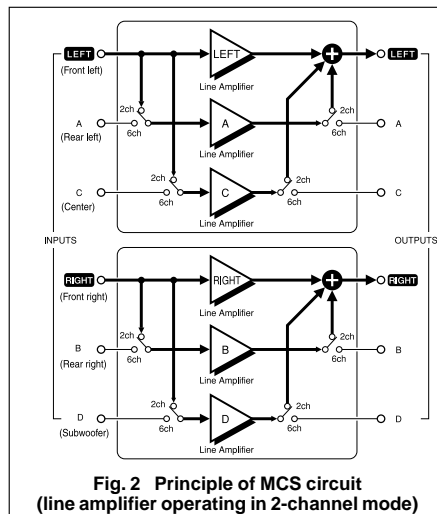 LEFT
LEFT
LEFT
(Front left)
Line Amplifier
2ch
2ch
A
A
A
(Rear left)
6ch
6ch
Line Amplifier
2ch
2ch
C
C
C
(Center)
6ch
6ch
Line Amplifier
INPUTS
OUTPUTS
RIGHT
RIGHT
RIGHT
(Front right)
Line Amplifier
2ch
2ch
B
B
B
(Rear right)
6ch
6ch
Line Amplifier
2ch
2ch
D
D
D
(Subwoofer)
6ch
6ch
Line Amplifier
Fig. 2 Principle of MCS circuit
(line amplifier operating in 2-channel mode)